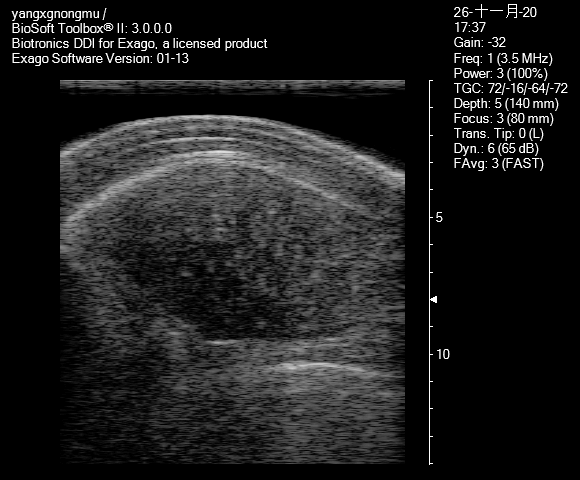 yangxgnongmu /
BioSoft Toolbox® II: 3.0.0.0
Biotronics DDI for Exago, a licensed product
Exago Software Version: 01-13
26-十一月-20
17:37
Gain: -32
Freq: 1 (3.5 MHz)
Power: 3 (100%)
TGC: 72/-16/-64/-72
Depth: 5 (140 mm)
Focus: 3 (80 mm)
Trans. Tip: 0 (L)
Dyn.: 6 (65 dB)
FAvg: 3 (FAST)
5
10